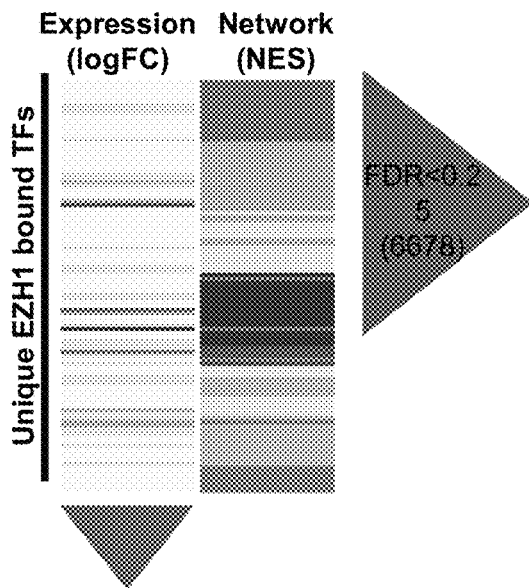 Expression
(logFC)
Network
(NES)
Unique EZH1 bound TFs
FDR<0.2
5
(6678)